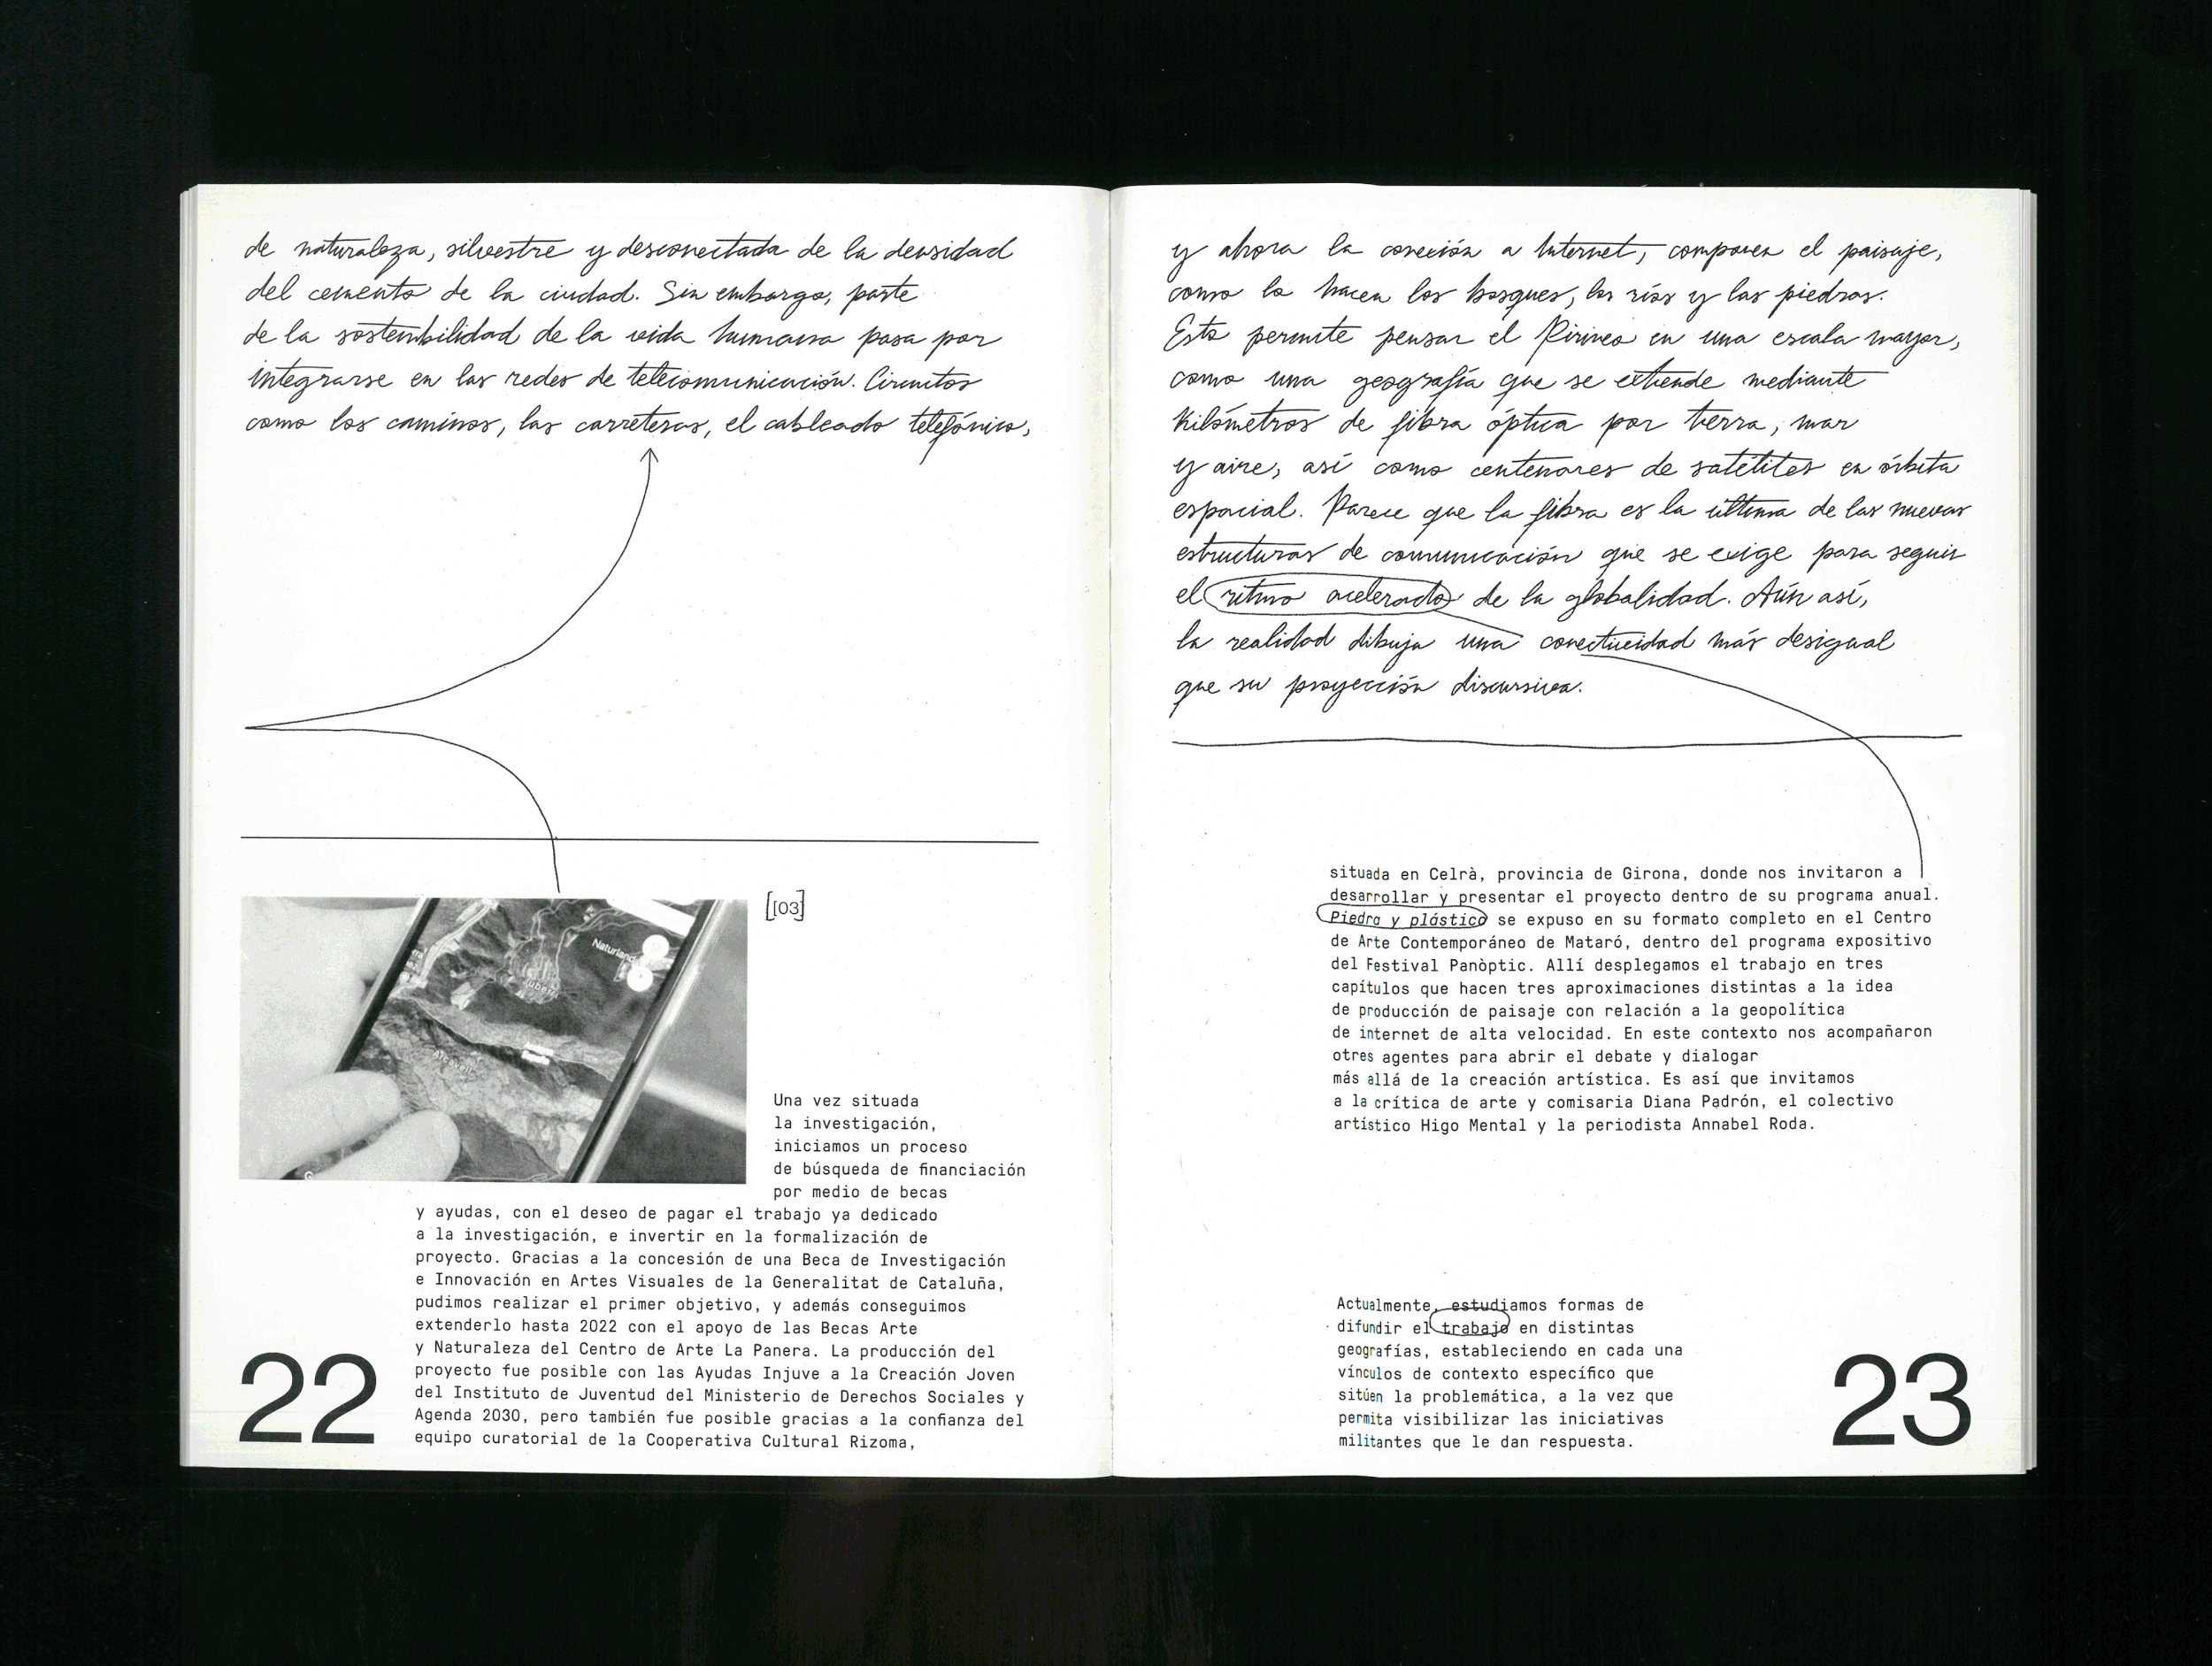 de naturaleza, silvestre y desconectada de la densidad
del cemento de la ciudad. Sin embargo, parte
de la sostenibilidad de la vida humana pasa por
integrarse en las redes de telecomunicación. Circuitos
como los caminos, las carreteras, el cableado telefónico,
[03]
Naturland
Una vez situada
la investigación,
iniciamos un proceso
de búsqueda de financiación
por medio de becas
y ayudas, con el deseo de pagar el trabajo ya dedicado
a la investigación, e invertir en la formalización de
proyecto. Gracias a la concesión de una Beca de Investigación
e Innovación en Artes Visuales de la Generalitat de Cataluña,
pudimos realizar el primer objetivo, y además conseguimos
extenderlo hasta 2022 con el apoyo de las Becas Arte
y Naturaleza del Centro de Arte La Panera. La producción del
proyecto fue posible con las Ayudas Injuve a la Creación Joven
del Instituto de Juventud del Ministerio de Derechos Sociales y
Agenda 2030, pero también fue posible gracias a la confianza del
equipo curatorial de la Cooperativa Cultural Rizoma,
22
y ahora la coneción a Internet, componen el paisaje,
como lo hacen los bosques, los ríos y las piedras.
Esto permite pensar el Pirineo en una escala mayor,
como una geografía que se extiende mediante
kilómetros de fibra óptica por tierra, mar
y aire, así como centenares de satélites en órbita
espacial. Parece que la fibra es la última de las nuevas
estructuras de comunicación que se exige para seguir
el ritmo acelerado de la globalidad. Aún así,
la realidad dibuja una conectividad más desigual
que su proyección discursiva.
situada en Celrà, provincia de Girona, donde nos invitaron a
desarrollar y presentar el proyecto dentro de su programa anual.
Piedra y plástico se expuso en su formato completo en el Centro
de Arte Contemporáneo de Mataró, dentro del programa expositivo
del Festival Panòptic. Allí desplegamos el trabajo en tres
capítulos que hacen tres aproximaciones distintas a la idea
de producción de paisaje con relación a la geopolítica
de internet de alta velocidad. En este contexto nos acompañaron
otres agentes para abrir el debate y dialogar
más allá de la creación artística. Es así que invitamos
a la crítica de arte y comisaria Diana Padrón, el colectivo
artístico Higo Mental y la periodista Annabel Roda.
Actualmente, estudiamos formas de
difundir el trabajo en distintas
geografías, estableciendo en cada una
vínculos de contexto específico que
sitúen la problemática, a la vez que
permita visibilizar las iniciativas
militantes que le dan respuesta.
23